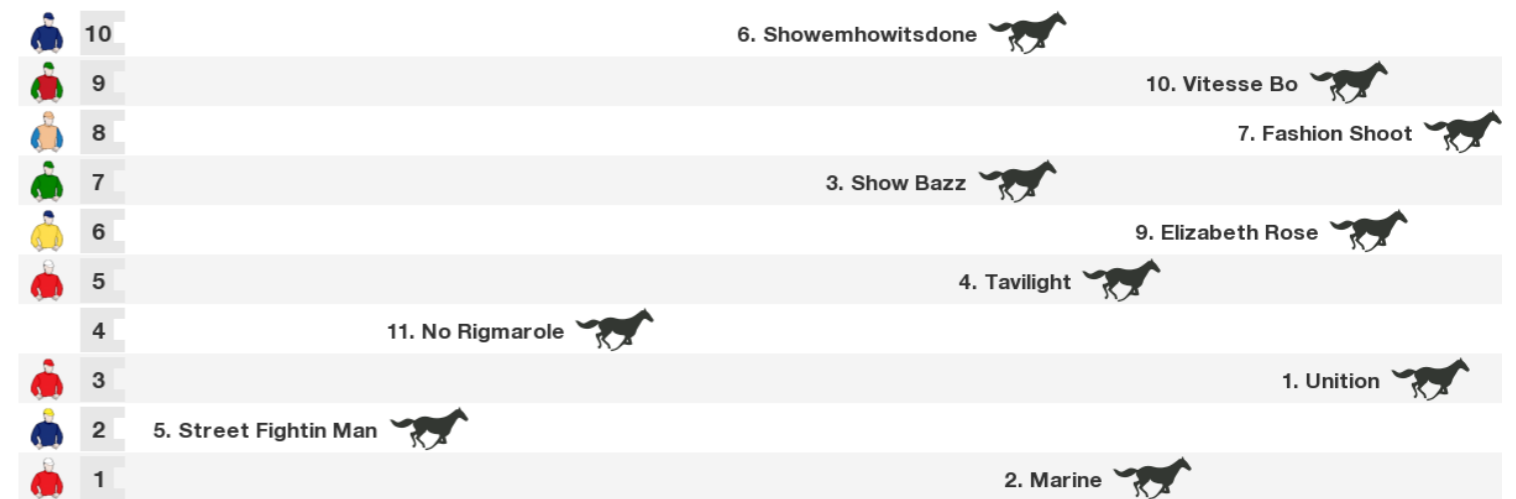 10 6. Showemhowitsdone
9 10. Vitesse Bo
8 7. Fashion Shoot
7 3. Show Bazz
6 9. Elizabeth Rose
5 4. Tavilight
4 11. No Rigmarole
3 1. Unition
2 5. Street Fightin Man
1 2. Marine